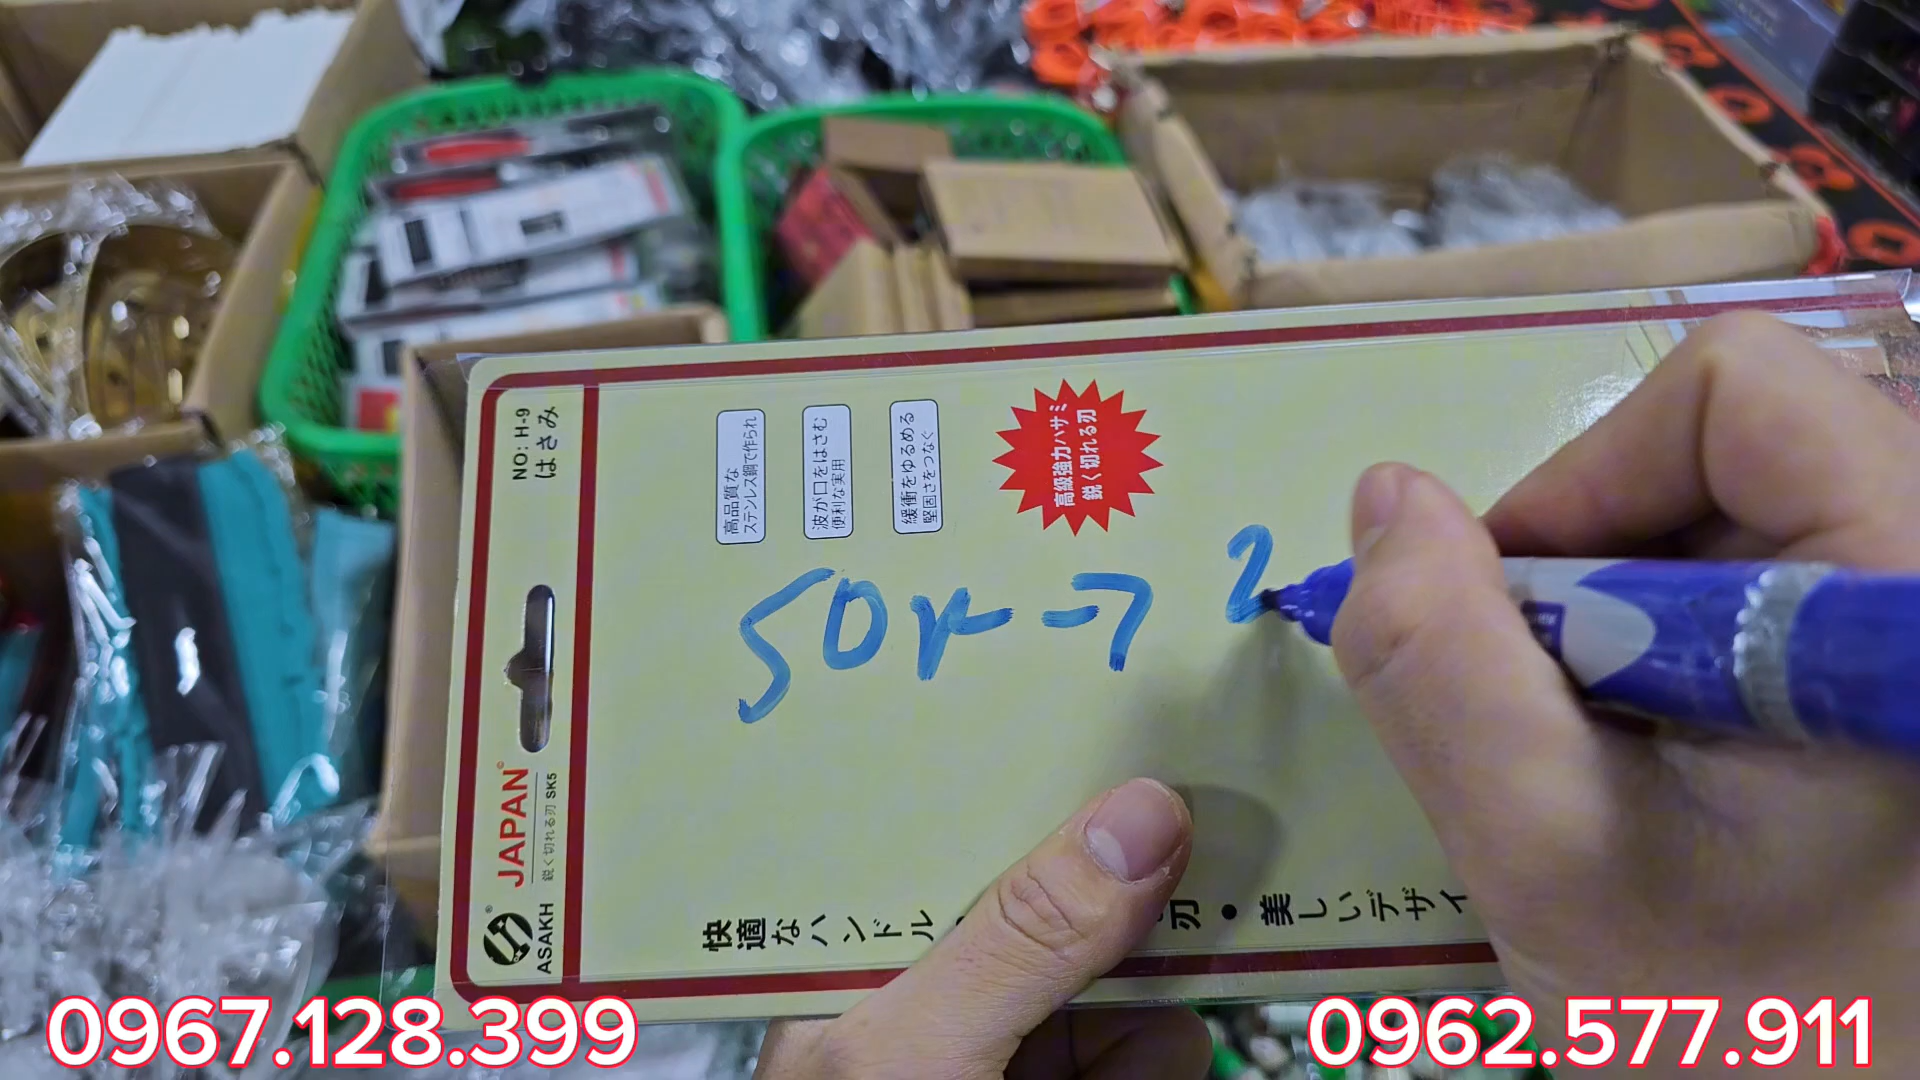 NO: H-9
はさみ
JAPAN
鋭く切れる刃 SK5
ASAKH
高品質な
ステンレス鋼で作られ
波が口をはさむ
便利な実用
緩衝をゆるめる
堅固さをつなぐ
高級強力ハサミ
鋭く切れる刃
50K → 2
快適なハンドル
刃・美しいデザイ
0967.128.399
0962.577.911